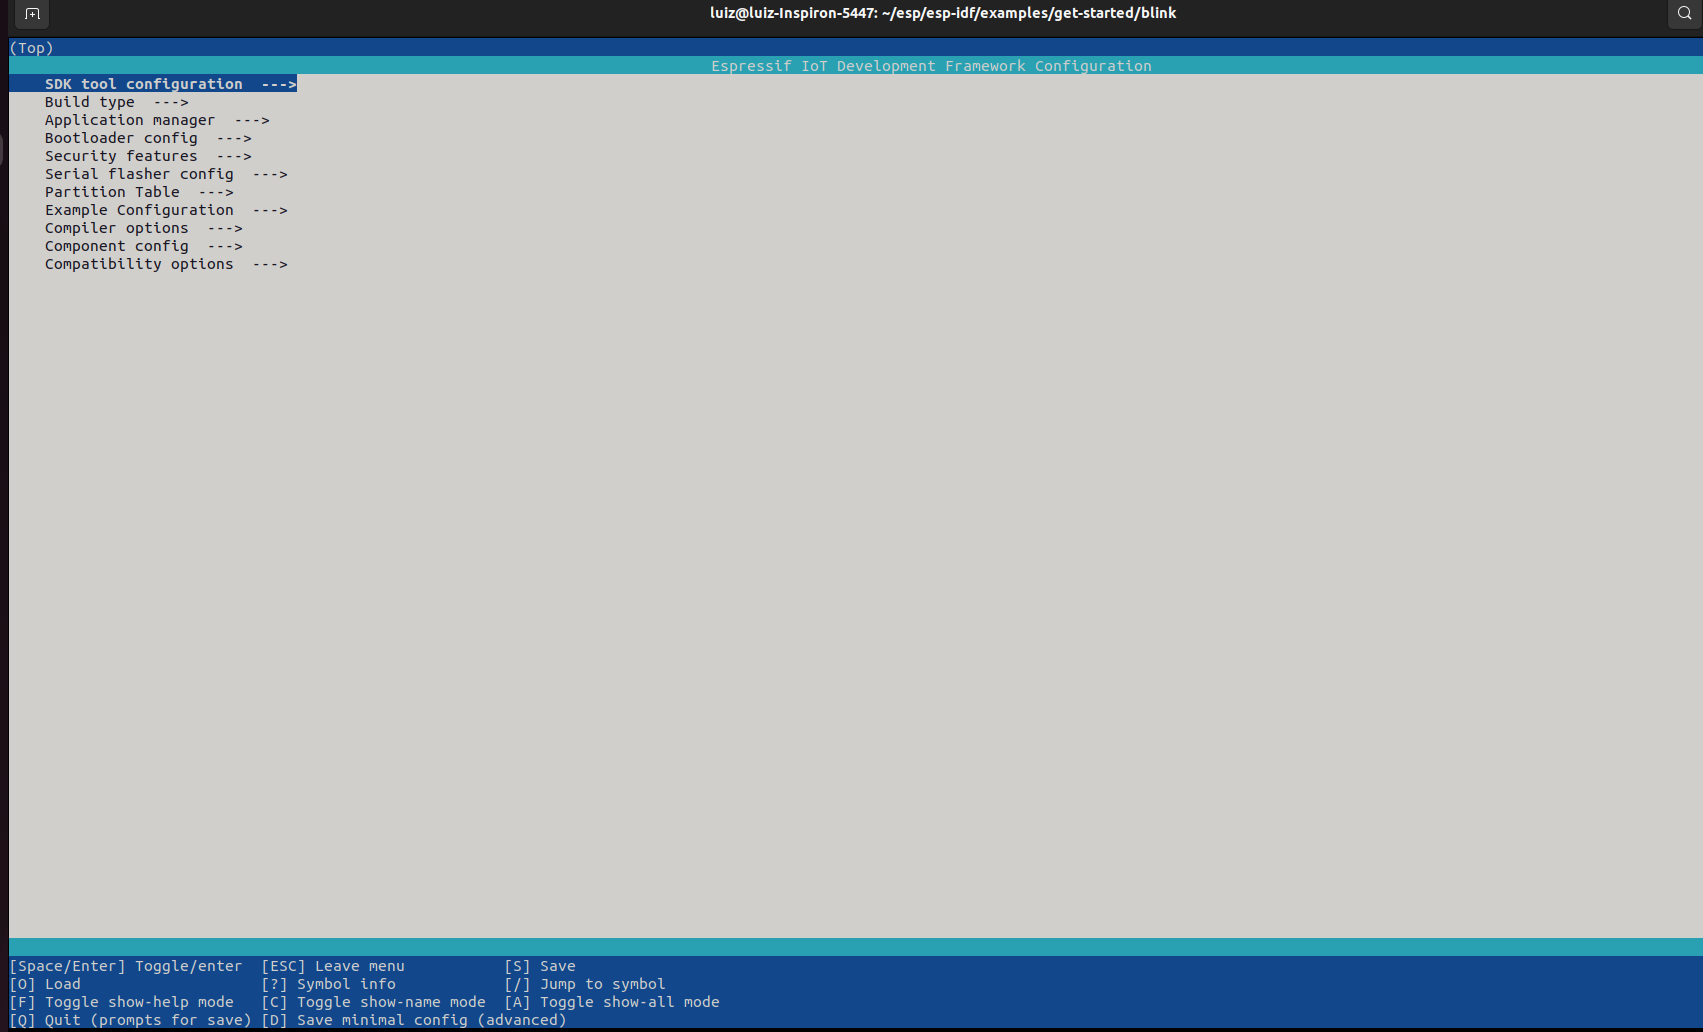 luiz@luiz-Inspiron-5447: ~/esp/esp-idf/examples/get-started/blink
(Top)
Espressif IoT Development Framework Configuration
SDK tool configuration  --->
Build type  --->
Application manager  --->
Bootloader config  --->
Security features  --->
Serial flasher config  --->
Partition Table  --->
Example Configuration  --->
Compiler options  --->
Component config  --->
Compatibility options  --->
[Space/Enter] Toggle/enter  [ESC] Leave menu           [S] Save
[O] Load                    [?] Symbol info            [/] Jump to symbol
[F] Toggle show-help mode   [C] Toggle show-name mode  [A] Toggle show-all mode
[Q] Quit (prompts for save) [D] Save minimal config (advanced)